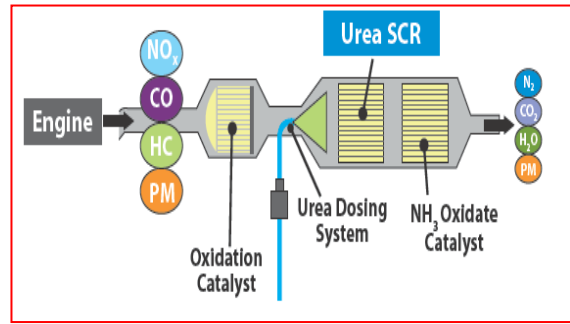 Urea SCR
NOx
CO
HC
PM
Engine
N₂
CO₂
H₂O
PM
Oxidation
Catalyst
Urea Dosing
System
NH₃ Oxidate
Catalyst